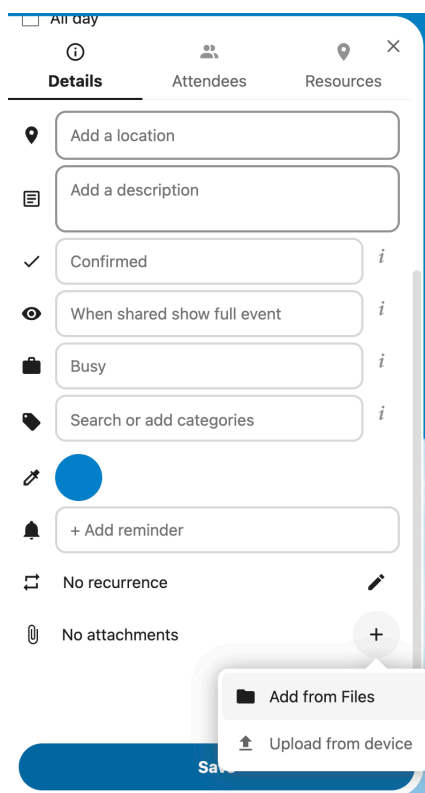 All day
Details
Attendees
Resources
Add a location
Add a description
Confirmed
i
When shared show full event
i
Busy
i
Search or add categories
i
+ Add reminder
No recurrence
No attachments
Add from Files
Upload from device
Save